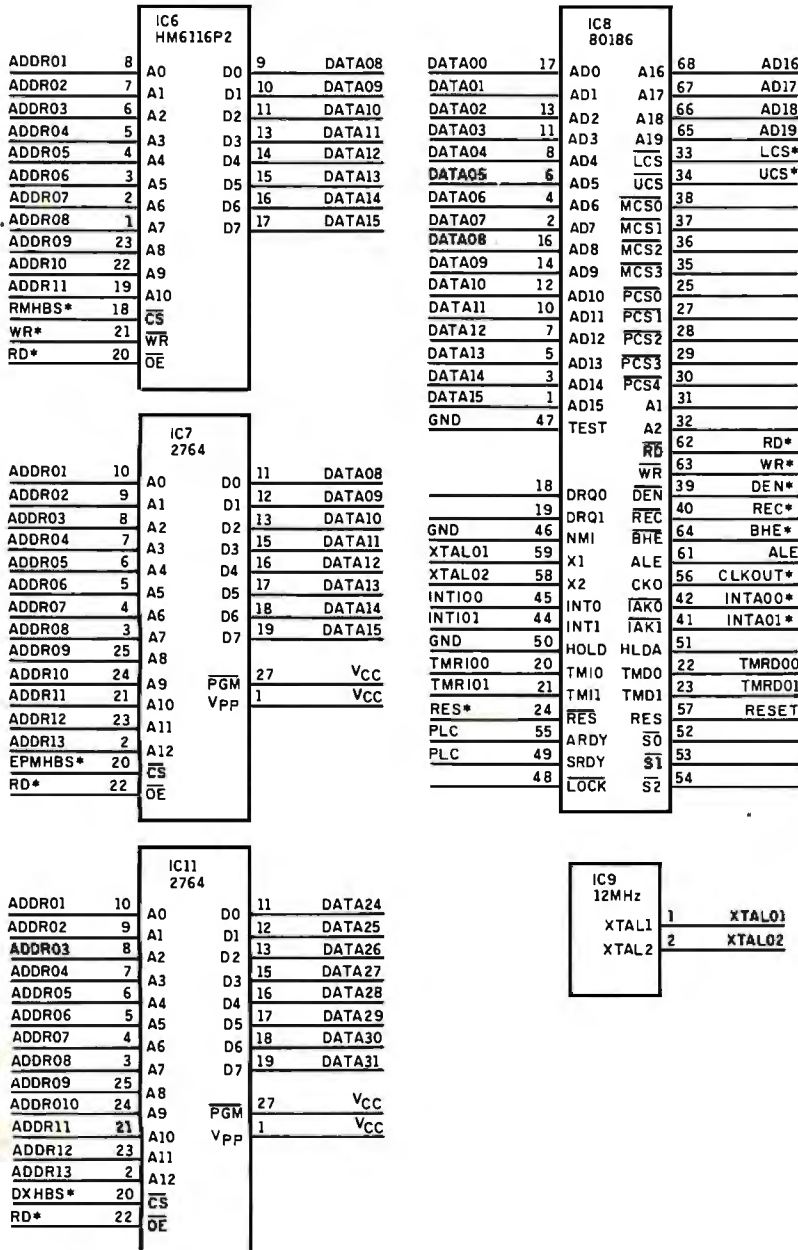 IC6
HM6116P2
ADDR01 8 A0 D0 9 DATA08
ADDR02 7 A1 D1 10 DATA09
ADDR03 6 A2 D2 11 DATA10
ADDR04 5 A3 D3 13 DATA11
ADDR05 4 A4 D4 14 DATA12
ADDR06 3 A5 D5 15 DATA13
ADDR07 2 A6 D6 16 DATA14
ADDR08 1 A7 D7 17 DATA15
ADDR09 23 A8
ADDR10 22 A9
ADDR11 19 A10
RMHBS* 18 CS
WR* 21 WR
RD* 20 OE
IC7
2764
ADDR01 10 A0 D0 11 DATA08
ADDR02 9 A1 D1 12 DATA09
ADDR03 8 A2 D2 13 DATA10
ADDR04 7 A3 D3 15 DATA11
ADDR05 6 A4 D4 16 DATA12
ADDR06 5 A5 D5 17 DATA13
ADDR07 4 A6 D6 18 DATA14
ADDR08 3 A7 D7 19 DATA15
ADDR09 25 A8
ADDR10 24 A9 PGM 27 VCC
ADDR11 21 A10 VPP 1 VCC
ADDR12 23 A11
ADDR13 2 A12
EPMHBS* 20 CS
RD* 22 OE
IC11
2764
ADDR01 10 A0 D0 11 DATA24
ADDR02 9 A1 D1 12 DATA25
ADDR03 8 A2 D2 13 DATA26
ADDR04 7 A3 D3 15 DATA27
ADDR05 6 A4 D4 16 DATA28
ADDR06 5 A5 D5 17 DATA29
ADDR07 4 A6 D6 18 DATA30
ADDR08 3 A7 D7 19 DATA31
ADDR09 25 A8
ADDR010 24 A9 PGM 27 VCC
ADDR11 21 A10 VPP 1 VCC
ADDR12 23 A11
ADDR13 2 A12
DXHBS* 20 CS
RD* 22 OE
IC8
80186
DATA00 17 AD0 A16 68 AD16
DATA01 AD1 A17 67 AD17
DATA02 13 AD2 A18 66 AD18
DATA03 11 AD3 A19 65 AD19
DATA04 8 AD4 LCS 33 LCS*
DATA05 6 AD5 UCS 34 UCS*
DATA06 4 AD6 MCS0 38
DATA07 2 AD7 MCS1 37
DATA08 16 AD8 MCS2 36
DATA09 14 AD9 MCS3 35
DATA10 12 AD10 PCS0 25
DATA11 10 AD11 PCS1 27
DATA12 7 AD12 PCS2 28
DATA13 5 AD13 PCS3 29
DATA14 3 AD14 PCS4 30
DATA15 1 AD15 A1 31
GND 47 TEST A2 32
RD 62 RD*
WR 63 WR*
18 DRQ0 DEN 39 DEN*
19 DRQ1 REC 40 REC*
GND 46 NMI BHE 64 BHE*
XTAL01 59 X1 ALE 61 ALE
XTAL02 58 X2 CKO 56 CLKOUT*
INTI00 45 INT0 IAK0 42 INTA00*
INTI01 44 INT1 IAK1 41 INTA01*
GND 50 HOLD HLDA 51
TMRI00 20 TMI0 TMD0 22 TMRD00
TMRI01 21 TMI1 TMD1 23 TMRD01
RES* 24 RES RES 57 RESET
PLC 55 ARDY S0 52
PLC 49 SRDY S1 53
48 LOCK S2 54
IC9
12MHz
XTAL1 1 XTAL01
XTAL2 2 XTAL02